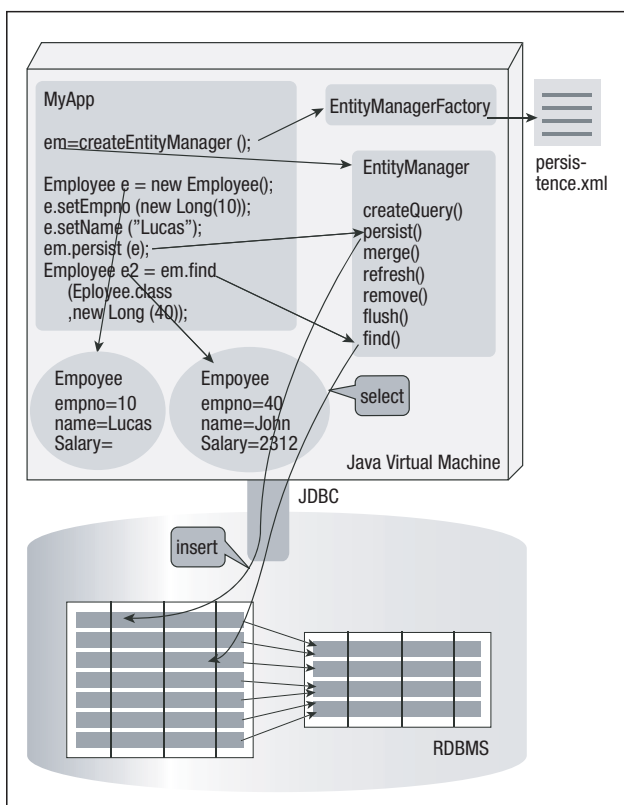 MyApp
em=createEntityManager ();
Employee e = new Employee();
e.setEmpno (new Long(10));
e.setName ("Lucas");
em.persist (e);
Employee e2 = em.find
(Eployee.class
,new Long (40));
EntityManagerFactory
persis-
tence.xml
EntityManager
createQuery()
persist()
merge()
refresh()
remove()
flush()
find()
Empoyee
empno=10
name=Lucas
Salary=
Empoyee
empno=40
name=John
Salary=2312
select
Java Virtual Machine
JDBC
insert
RDBMS